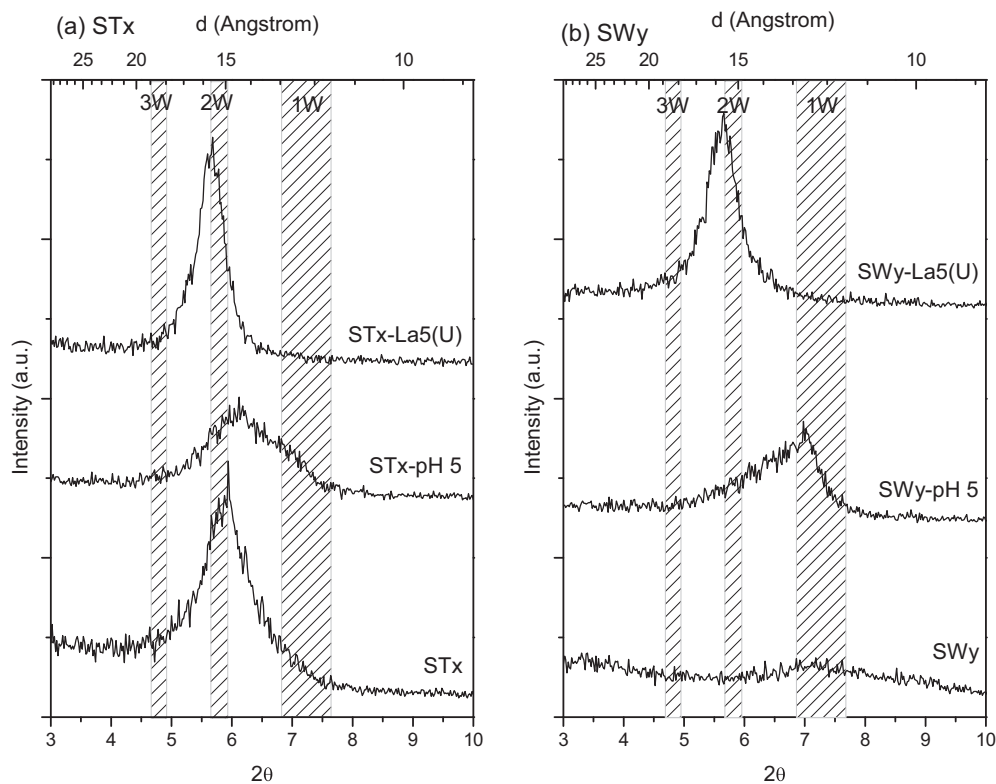 (a) STx
d (Angstrom)
25 20 15 10
3W 2W 1W
STx-La5(U)
STx-pH 5
STx
Intensity (a.u.)
3 4 5 6 7 8 9 10
2θ
(b) SWy
d (Angstrom)
25 20 15 10
3W 2W 1W
SWy-La5(U)
SWy-pH 5
SWy
Intensity (a.u.)
3 4 5 6 7 8 9 10
2θ